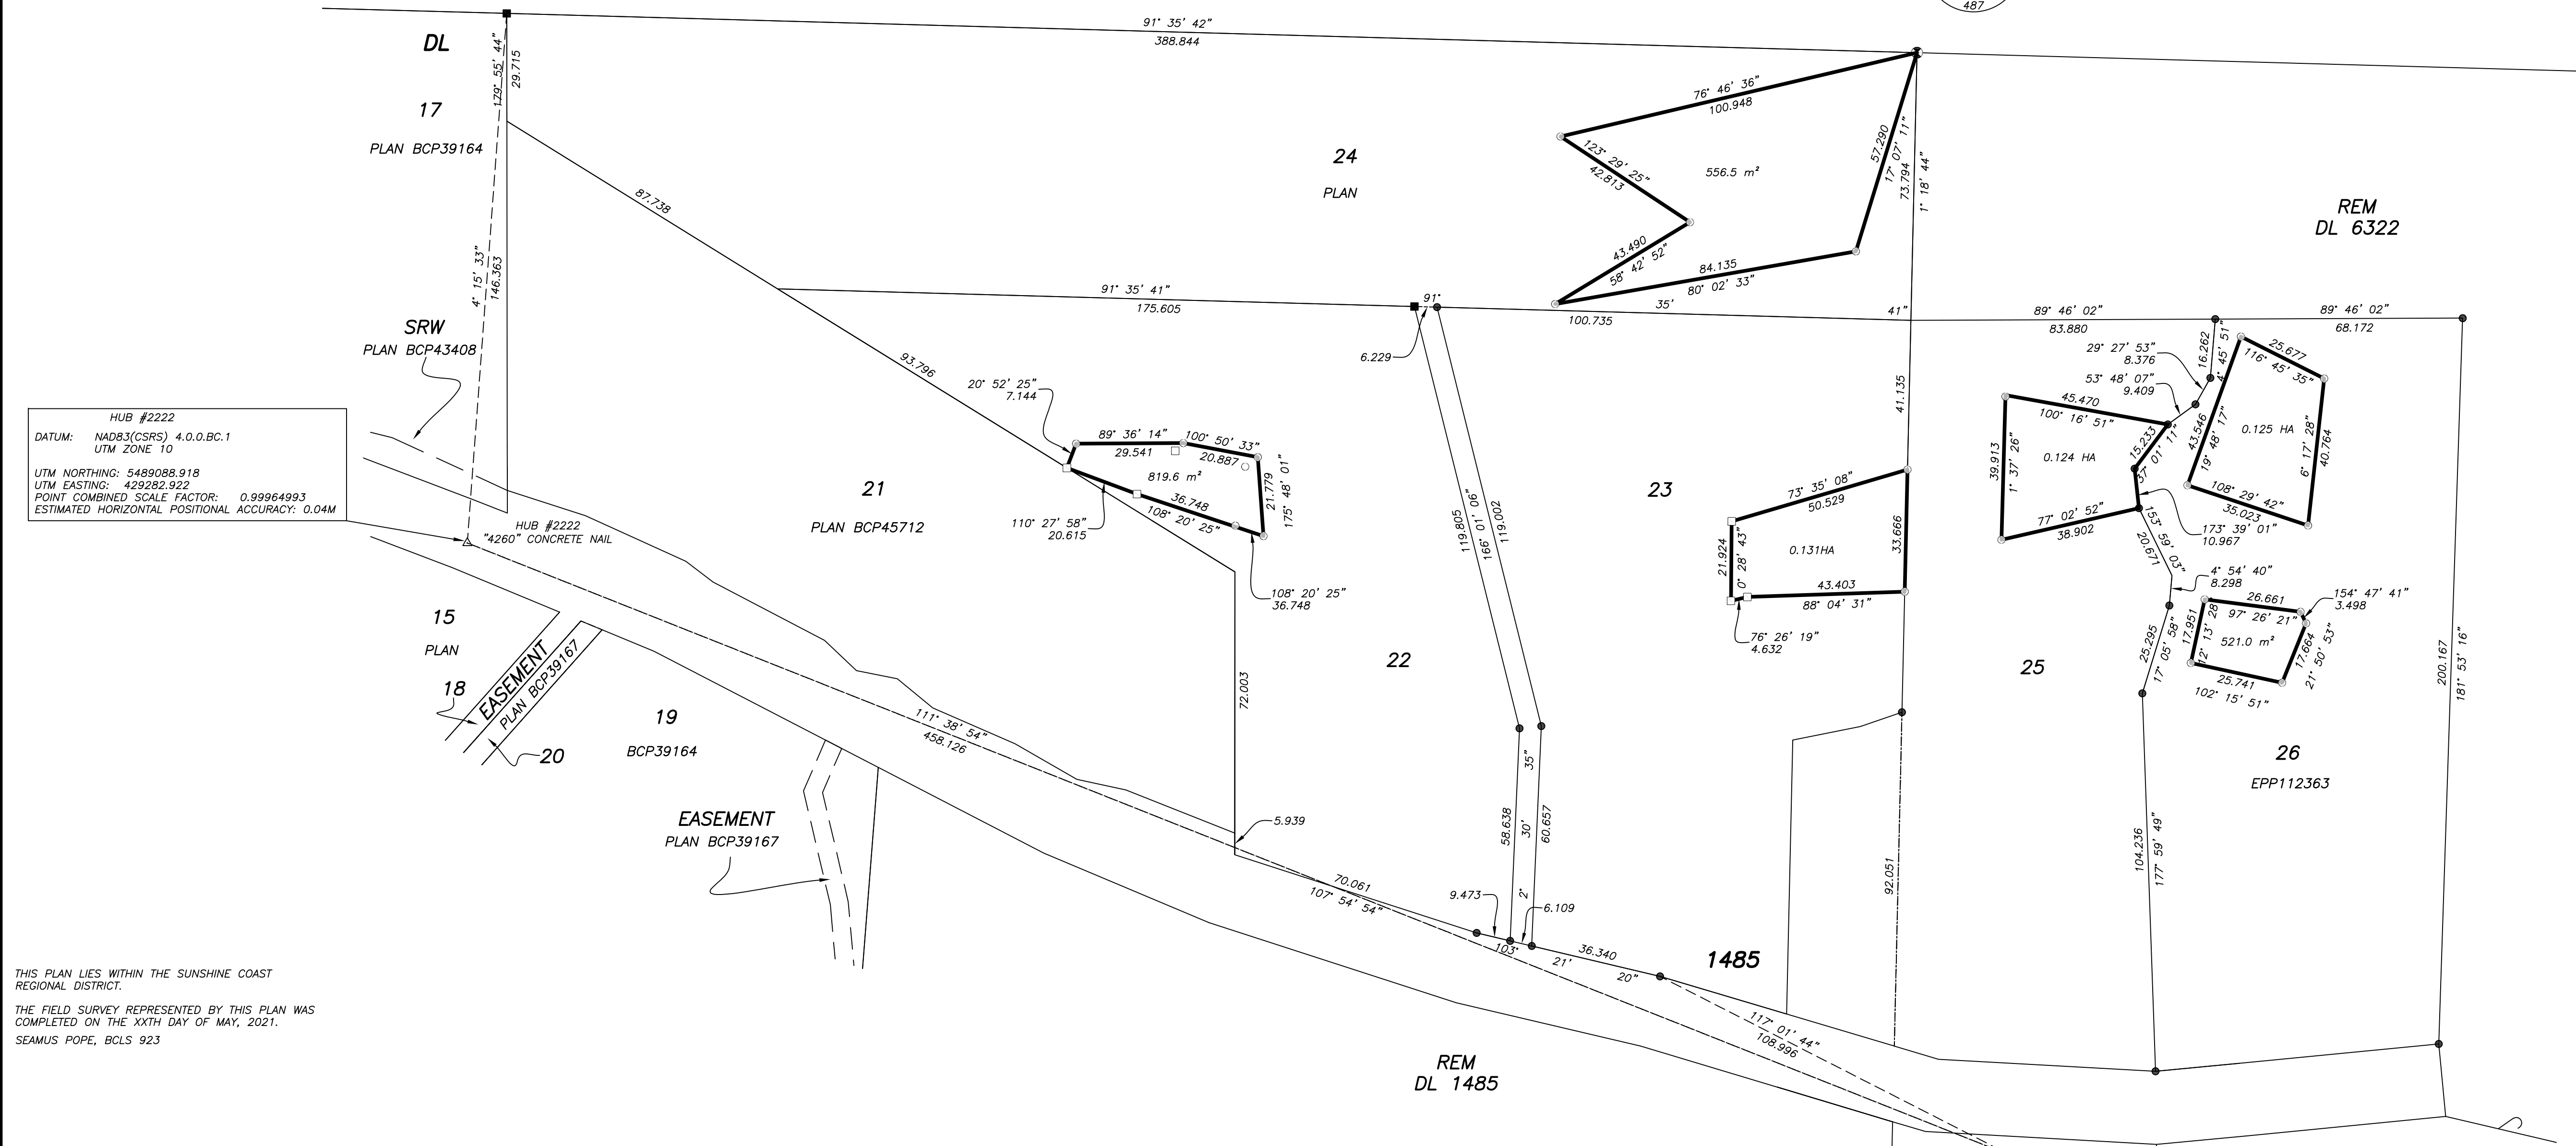 487
91° 35' 42"
388.844
DL
17
PLAN BCP39164
179° 55' 44"
29.715
4° 15' 33"
146.363
87.738
24
PLAN
76° 46' 36"
100.948
123° 29' 25"
42.813
556.5 m²
57.290
17° 07' 11"
73.794
1° 18' 44"
43.490
58° 42' 52"
84.135
80° 02' 33"
REM
DL 6322
SRW
PLAN BCP43408
91° 35' 41"
175.605
91°
35'
41"
100.735
6.229
89° 46' 02"
83.880
89° 46' 02"
68.172
HUB #2222
DATUM: NAD83(CSRS) 4.0.0.BC.1
UTM ZONE 10
UTM NORTHING: 5489088.918
UTM EASTING: 429282.922
POINT COMBINED SCALE FACTOR: 0.99964993
ESTIMATED HORIZONTAL POSITIONAL ACCURACY: 0.04M
HUB #2222
"4260" CONCRETE NAIL
93.796
20° 52' 25"
7.144
89° 36' 14"
29.541
100° 50' 33"
20.887
819.6 m²
21.779
175° 48' 01"
36.748
108° 20' 25"
110° 27' 58"
20.615
108° 20' 25"
36.748
21
PLAN BCP45712
119.805
166° 01' 06"
119.002
23
73° 35' 08"
50.529
0.131HA
21.924
0° 28' 43"
33.666
43.403
88° 04' 31"
76° 26' 19"
4.632
41.135
29° 27' 53"
8.376
53° 48' 07"
9.409
16.262
4° 45' 51"
25.677
116° 45' 35"
0.125 HA
43.546
19° 48' 17"
6° 17' 28"
40.764
108° 29' 42"
35.023
45.470
100° 16' 51"
39.913
1° 37' 26"
0.124 HA
15.233
37° 01' 11"
77° 02' 52"
38.902
173° 39' 01"
10.967
153° 59' 03"
20.671
4° 54' 40"
8.298
26.661
97° 26' 21"
154° 47' 41"
3.498
17.951
12° 13' 28"
521.0 m²
17.664
21° 50' 53"
25.741
102° 15' 51"
25.295
17° 05' 58"
200.167
181° 53' 16"
15
PLAN
18
EASEMENT
PLAN BCP39167
19
BCP39164
20
22
72.003
25
26
EPP112363
111° 38' 54"
458.126
EASEMENT
PLAN BCP39167
5.939
70.061
107° 54' 54"
58.638
2°
30'
35"
60.657
9.473
6.109
103°
21'
20"
36.340
1485
92.051
104.236
177° 59' 49"
117° 01' 44"
108.996
REM
DL 1485
THIS PLAN LIES WITHIN THE SUNSHINE COAST
REGIONAL DISTRICT.
THE FIELD SURVEY REPRESENTED BY THIS PLAN WAS
COMPLETED ON THE XXTH DAY OF MAY, 2021.
SEAMUS POPE, BCLS 923